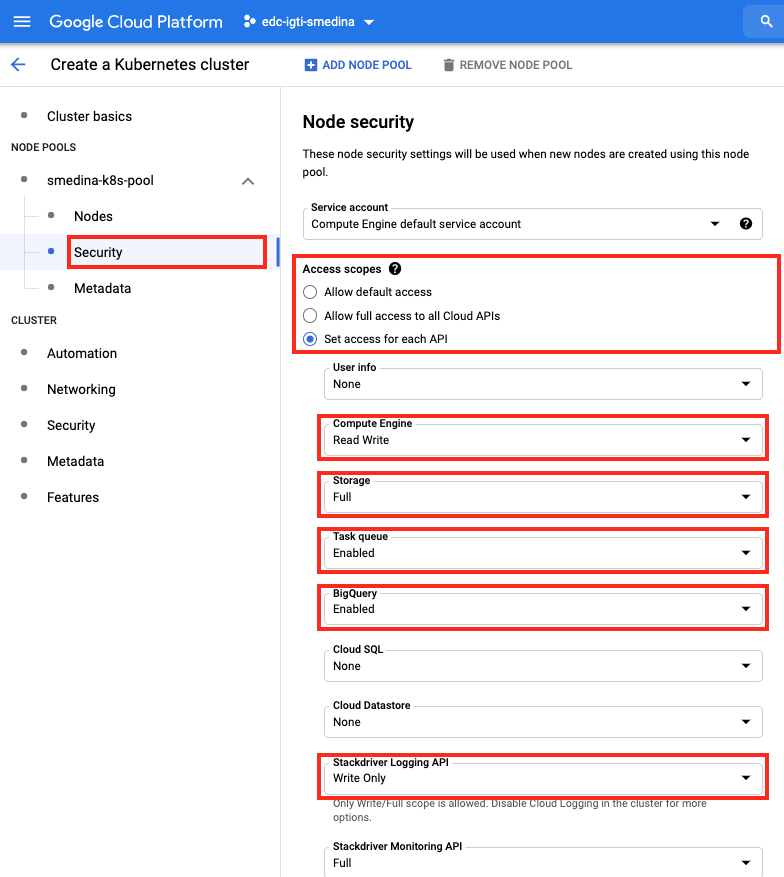 Google Cloud Platform
edc-igti-smedina
Create a Kubernetes cluster
ADD NODE POOL
REMOVE NODE POOL
Cluster basics
NODE POOLS
smedina-k8s-pool
Nodes
Security
Metadata
CLUSTER
Automation
Networking
Security
Metadata
Features
Node security
These node security settings will be used when new nodes are created using this node
pool.
Service account
Compute Engine default service account
Access scopes
Allow default access
Allow full access to all Cloud APIs
Set access for each API
User info
None
Compute Engine
Read Write
Storage
Full
Task queue
Enabled
BigQuery
Enabled
Cloud SQL
None
Cloud Datastore
None
Stackdriver Logging API
Write Only
Only Write/Full scope is allowed. Disable Cloud Logging in the cluster for more
options.
Stackdriver Monitoring API
Full